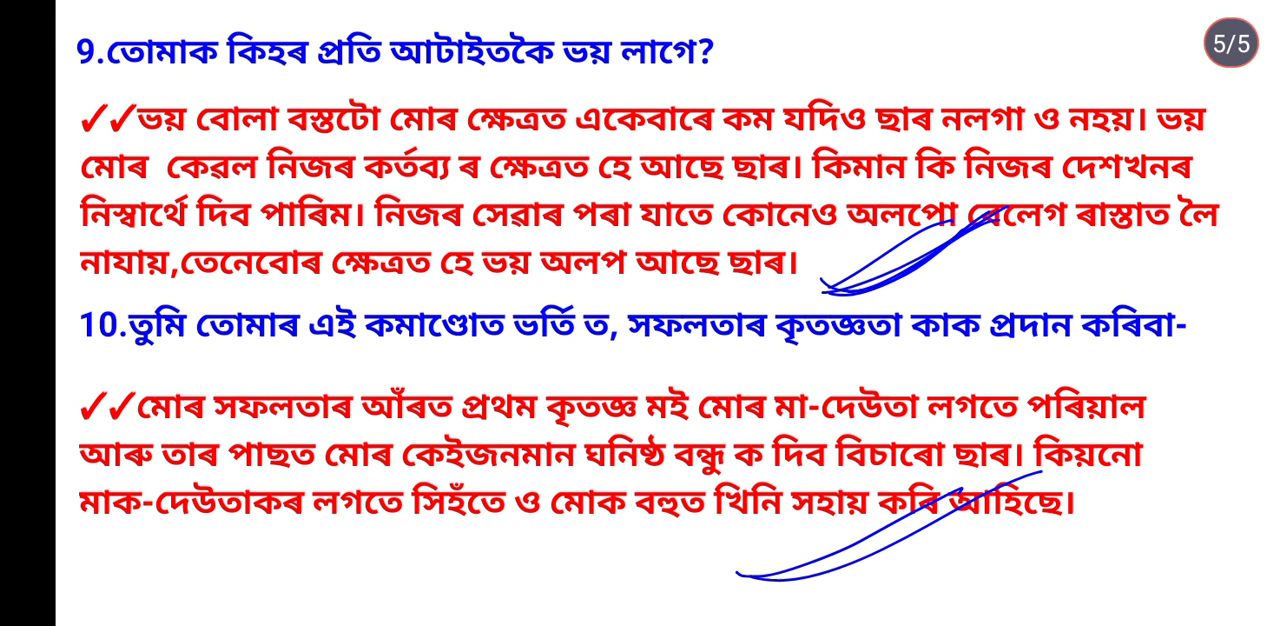 9.তোমাক কিহৰ প্ৰতি আটাইতকৈ ভয় লাগে?
5/5
✓✓ভয় বোলা বস্তুটো মোৰ ক্ষেত্ৰত একেবাৰে কম যদিও ছাৰ নলগা ও নহয়। ভয়
মোৰ কেৱল নিজৰ কৰ্তব্য ৰ ক্ষেত্ৰত হে আছে ছাৰ। কিমান কি নিজৰ দেশখনৰ
নিস্বাৰ্থে দিব পাৰিম। নিজৰ সেৱাৰ পৰা যাতে কোনেও অলপো বেলেগ ৰাস্তাত লৈ
নাযায়,তেনেবোৰ ক্ষেত্ৰত হে ভয় অলপ আছে ছাৰ।
10.তুমি তোমাৰ এই কমাণ্ডোত ভৰ্তি ত, সফলতাৰ কৃতজ্ঞতা কাক প্ৰদান কৰিবা-
✓✓মোৰ সফলতাৰ আঁৰত প্ৰথম কৃতজ্ঞ মই মোৰ মা-দেউতা লগতে পৰিয়াল
আৰু তাৰ পাছত মোৰ কেইজনমান ঘনিষ্ঠ বন্ধু ক দিব বিচাৰো ছাৰ। কিয়নো
মাক-দেউতাকৰ লগতে সিহঁতে ও মোক বহুত খিনি সহায় কৰি আহিছে।